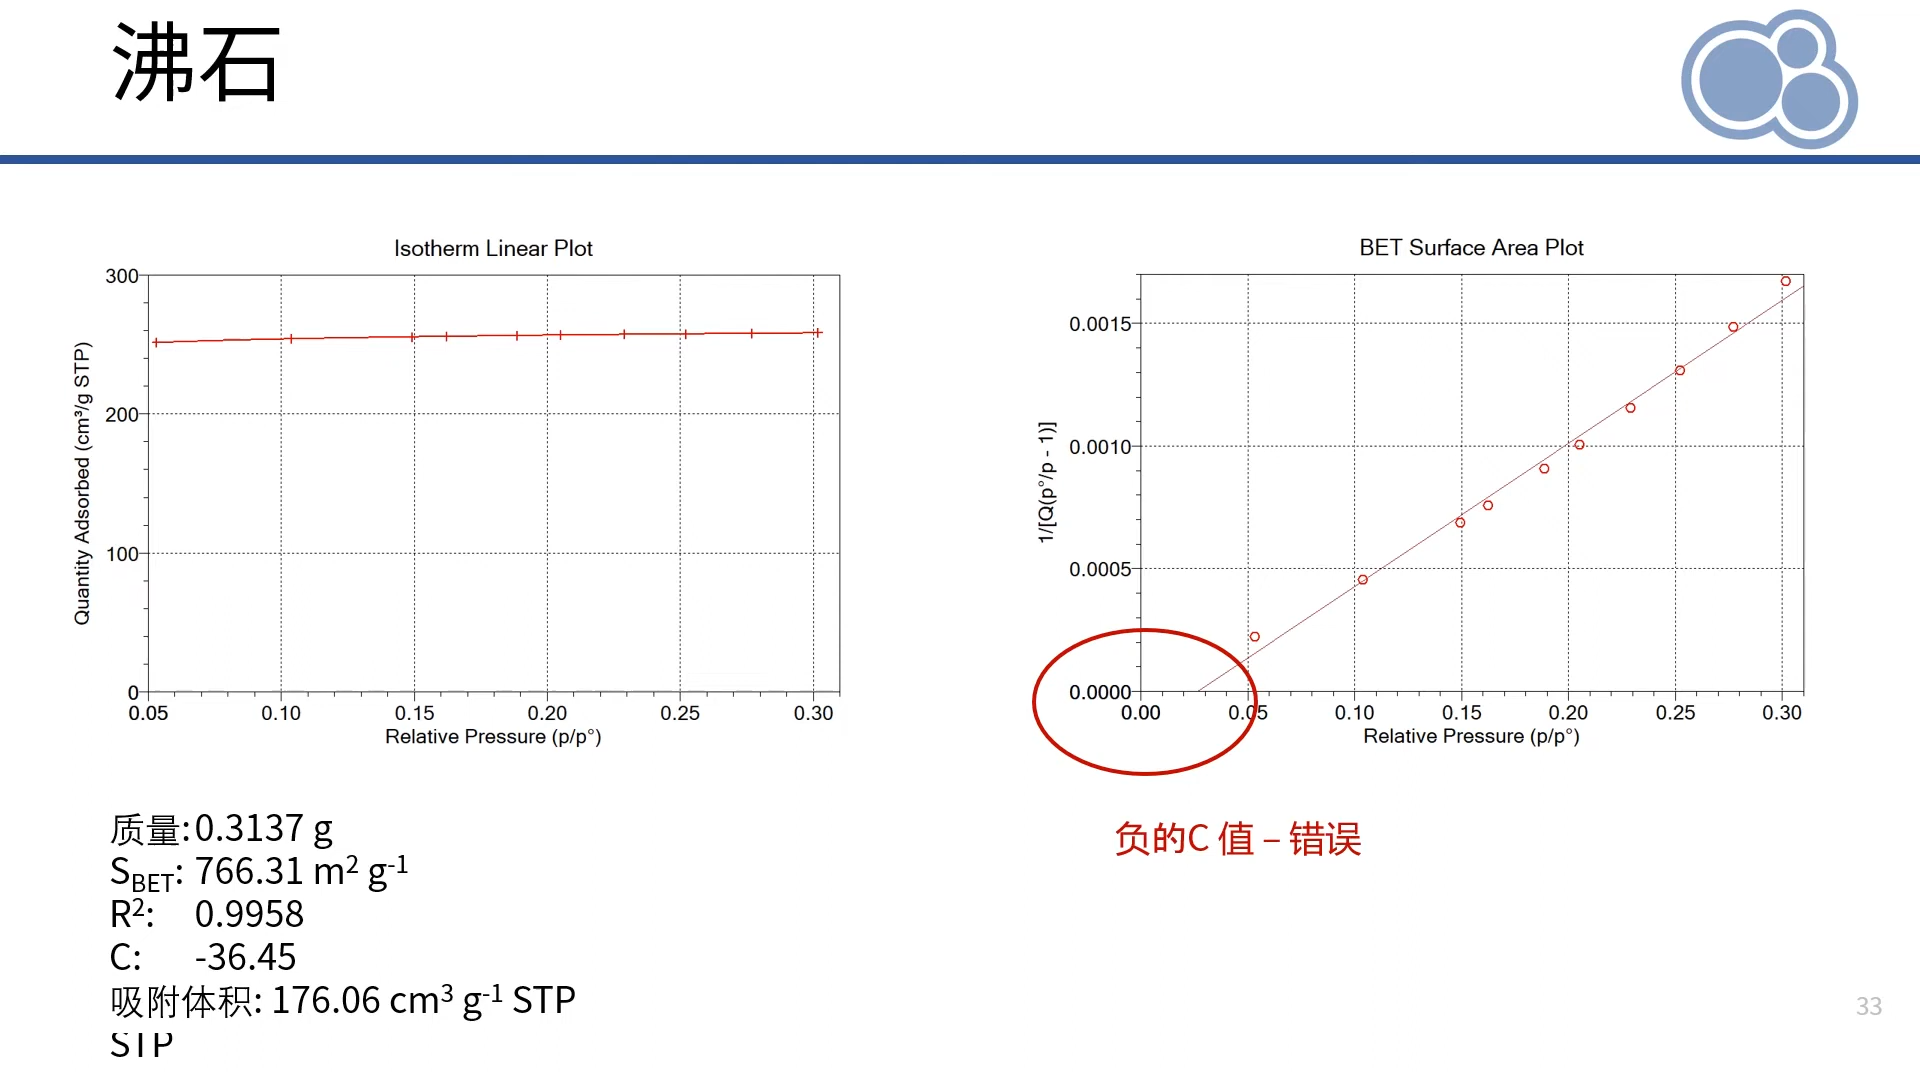 沸石
Isotherm Linear Plot
300
200
100
0
0.05 0.10 0.15 0.20 0.25 0.30
Quantity Adsorbed (cm³/g STP)
Relative Pressure (p/p°)
BET Surface Area Plot
0.0015
0.0010
0.0005
0.0000
0.00 0.05 0.10 0.15 0.20 0.25 0.30
1/[Q(p°/p - 1)]
Relative Pressure (p/p°)
质量: 0.3137 g
S_BET: 766.31 m² g⁻¹
R²: 0.9958
C: -36.45
吸附体积: 176.06 cm³ g⁻¹ STP
STP
负的C 值 – 错误
33